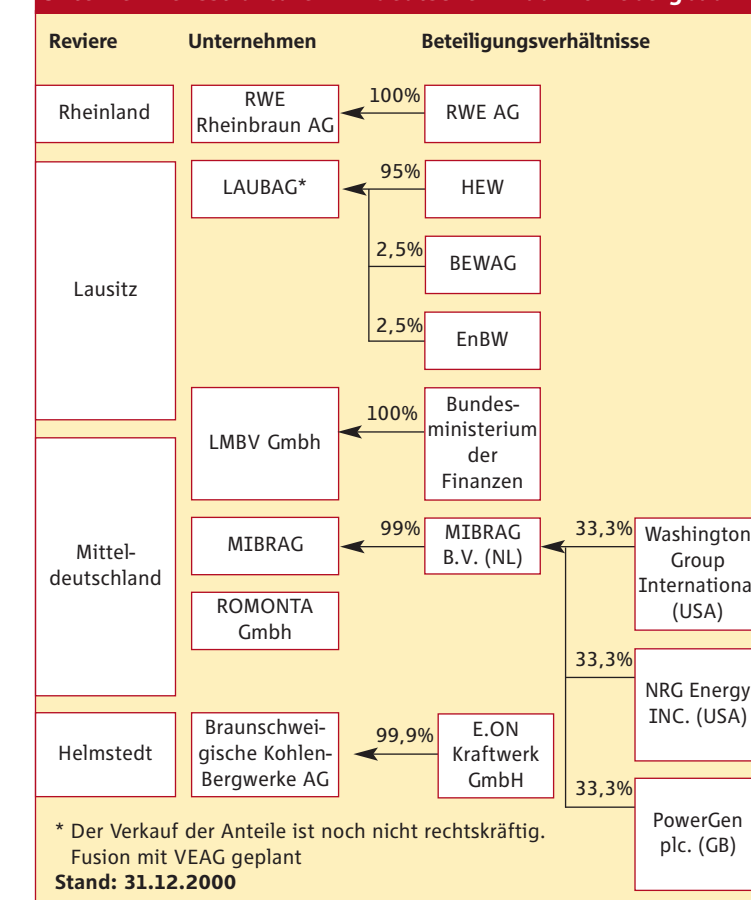 Reviere Unternehmen Beteiligungsverhältnisse
Rheinland
RWE
Rheinbraun AG
100%
RWE AG
Lausitz
LAUBAG*
95%
HEW
2,5%
BEWAG
2,5%
EnBW
LMBV Gmbh
100%
Bundes-
ministerium
der
Finanzen
Mittel-
deutschland
MIBRAG
99%
MIBRAG
B.V. (NL)
33,3%
Washington
Group
Internationa
(USA)
ROMONTA
Gmbh
33,3%
NRG Energy
INC. (USA)
33,3%
PowerGen
plc. (GB)
Helmstedt
Braunschwei-
gische Kohlen-
Bergwerke AG
99,9%
E.ON
Kraftwerk
GmbH
* Der Verkauf der Anteile ist noch nicht rechtskräftig.
Fusion mit VEAG geplant
Stand: 31.12.2000